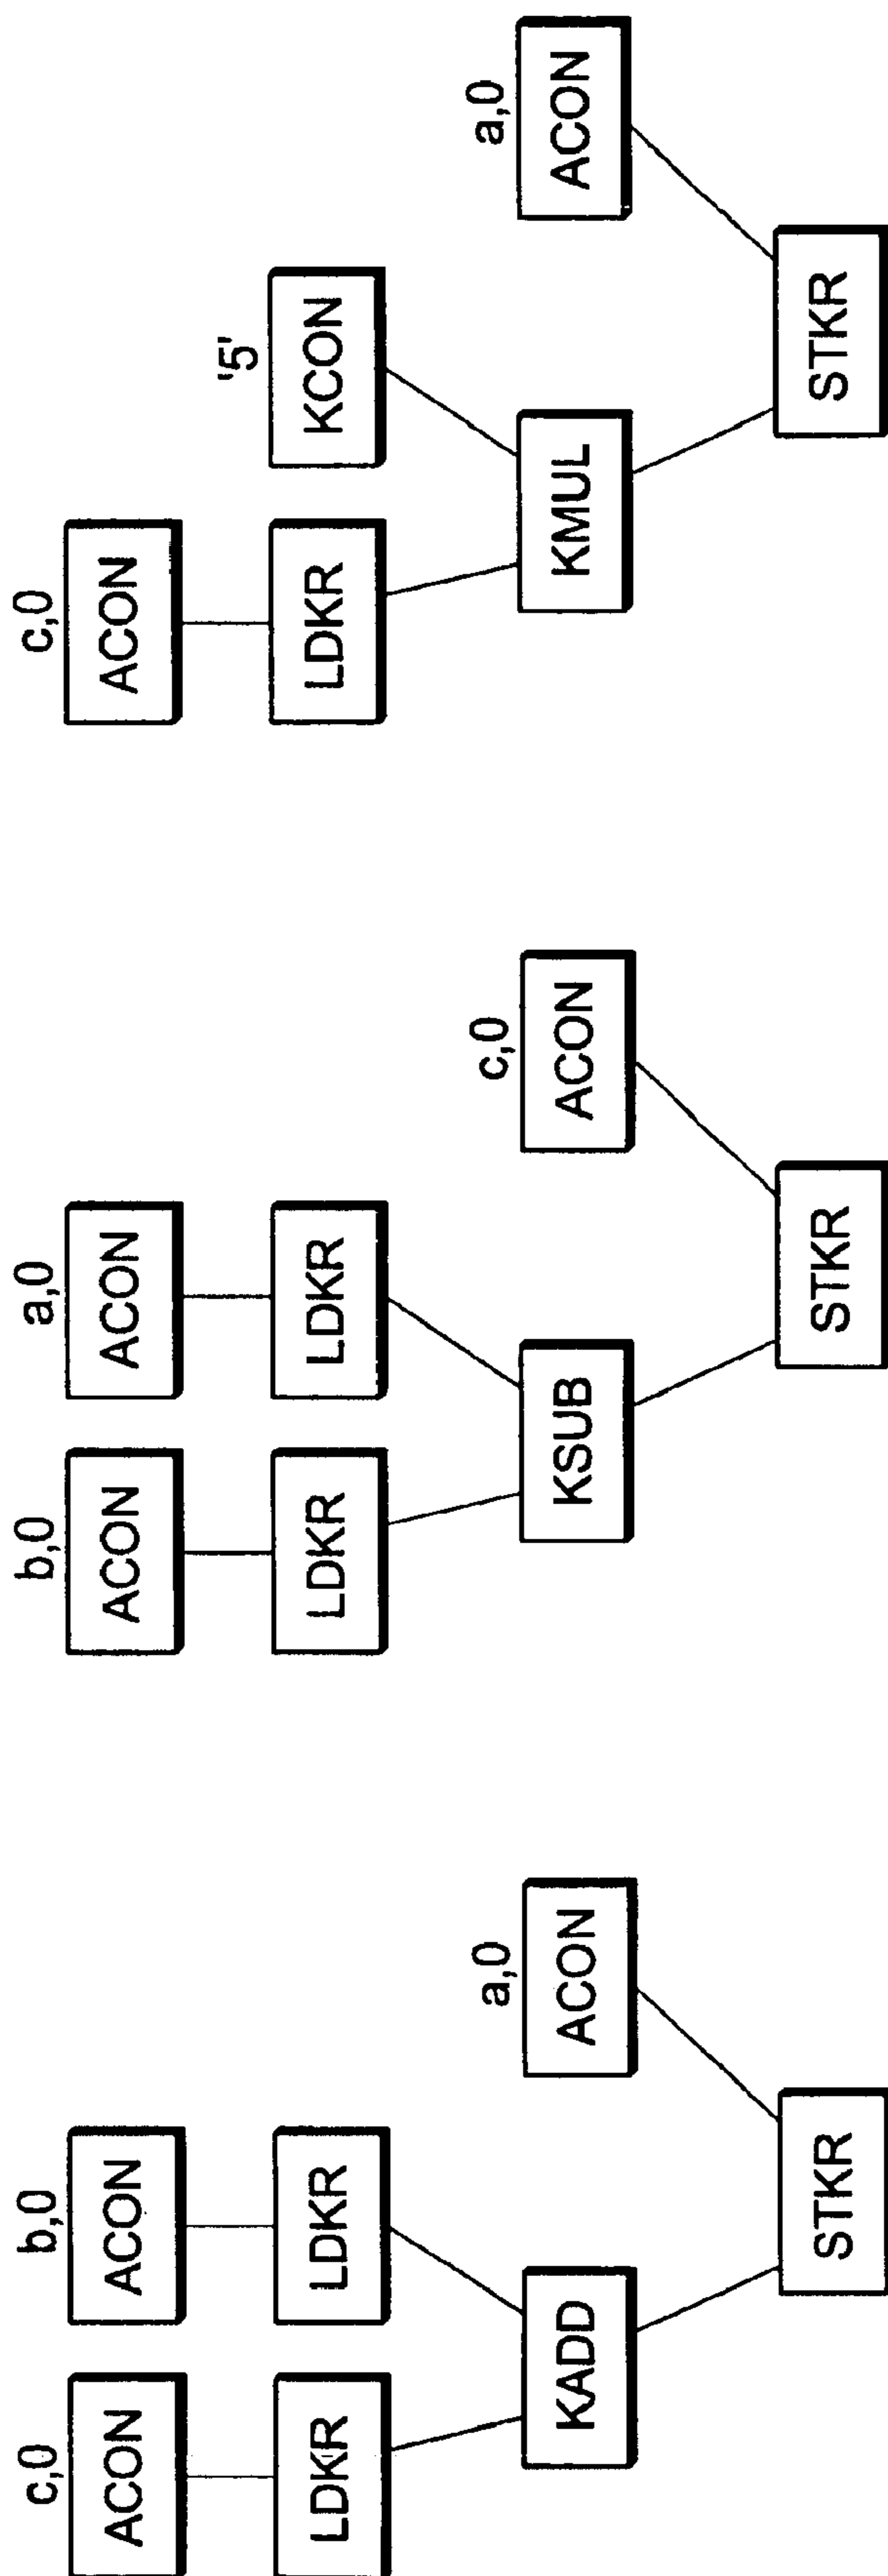 c,0
b,0
ACON
ACON
LDKR
LDKR
a,0
KADD
ACON
STKR
b,0
a,0
ACON
ACON
LDKR
LDKR
c,0
KSUB
ACON
STKR
c,0
ACON
'5'
LDKR
KCON
a,0
KMUL
ACON
STKR